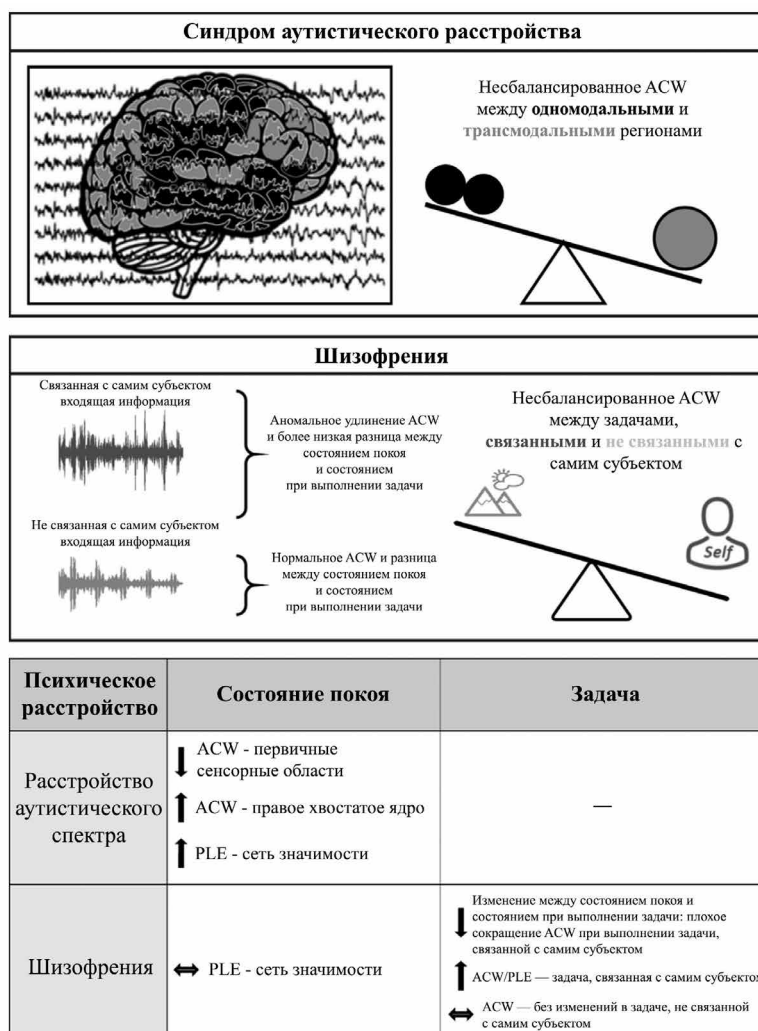 Синдром аутистического расстройства
Несбалансированное ACW
между одномодальными и
трансмодальными регионами
Шизофрения
Связанная с самим субъектом
входящая информация
Аномальное удлинение ACW
и более низкая разница между
состоянием покоя
и состоянием
при выполнении задачи
Не связанная с самим субъектом
входящая информация
Нормальное ACW и разница
между состоянием покоя
и состоянием
при выполнении задачи
Несбалансированное ACW
между задачами,
связанными и не связанными с
самим субъектом
Self
Психическое
расстройство
Состояние покоя
Задача
Расстройство
аутистического
спектра
ACW - первичные
сенсорные области
ACW - правое хвостатое ядро
PLE - сеть значимости
—
Шизофрения
PLE - сеть значимости
Изменение между состоянием покоя и
состоянием при выполнении задачи: плохое
сокращение ACW при выполнении задачи,
связанной с самим субъектом
ACW/PLE — задача, связанная с самим субъектом
ACW — без изменений в задаче, не связанной
с самим субъектом